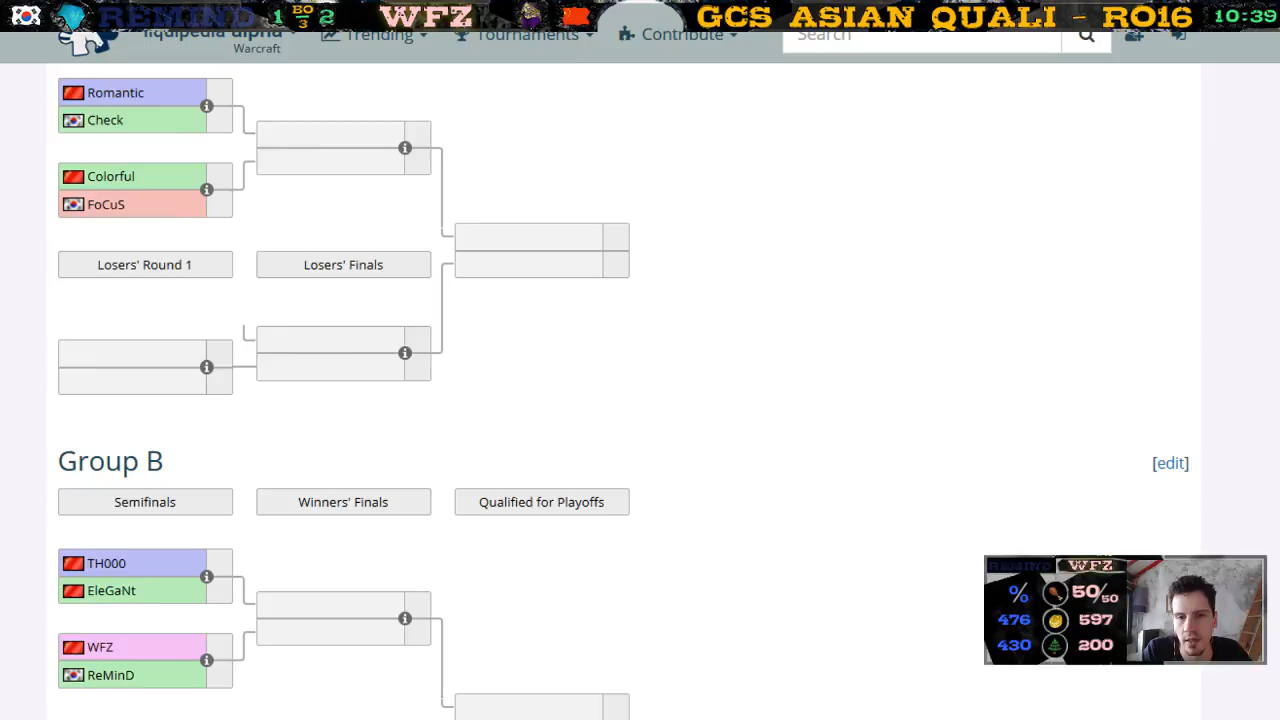 REMIND 1 BO 3 2 WFZ GCS ASIAN QUALI - RO16 10:39
liquipedia alpha Trending Tournaments Contribute Search
Warcraft
Romantic
Check
Colorful
FoCuS
Losers' Round 1 Losers' Finals
Group B [edit]
Semifinals Winners' Finals Qualified for Playoffs
TH000
EleGaNt
WFZ
ReMinD
REMIND WFZ
% 50/50
476 597
430 200